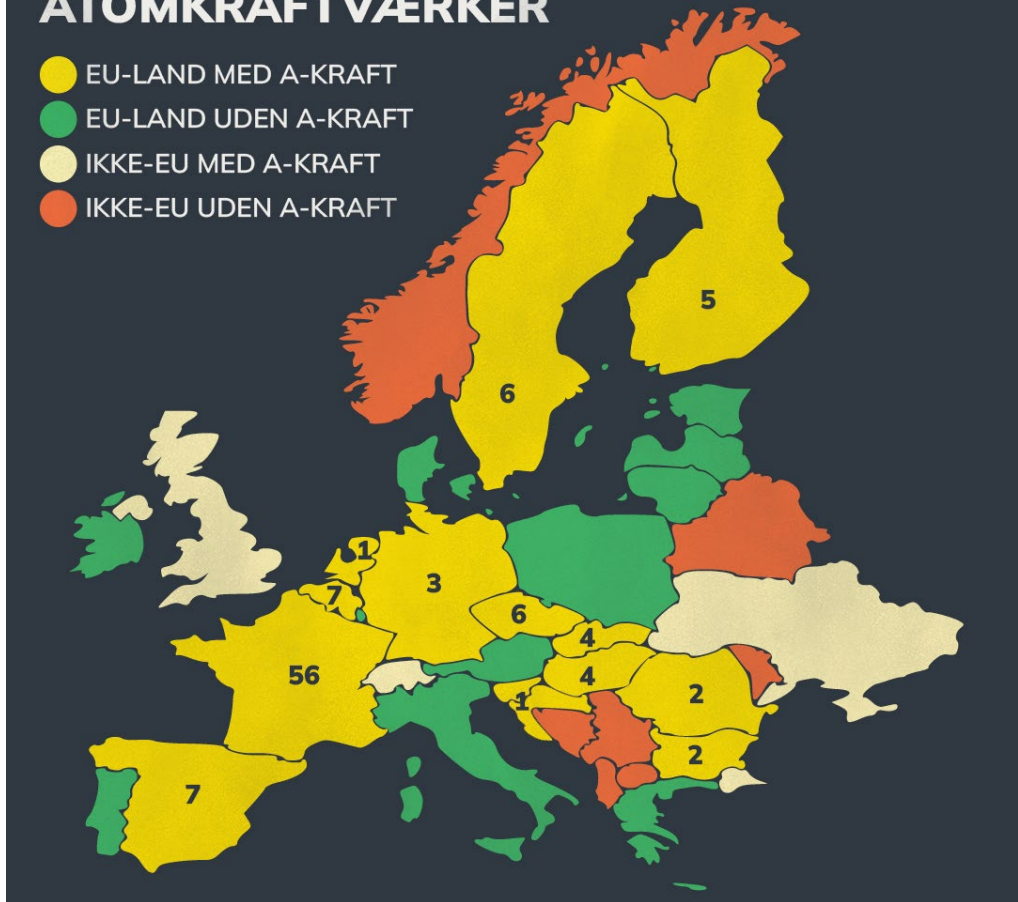 ATOMKRAFTVÆRKER
EU-LAND MED A-KRAFT
EU-LAND UDEN A-KRAFT
IKKE-EU MED A-KRAFT
IKKE-EU UDEN A-KRAFT
5
6
1
3
7
6
4
56
4
2
1
2
7